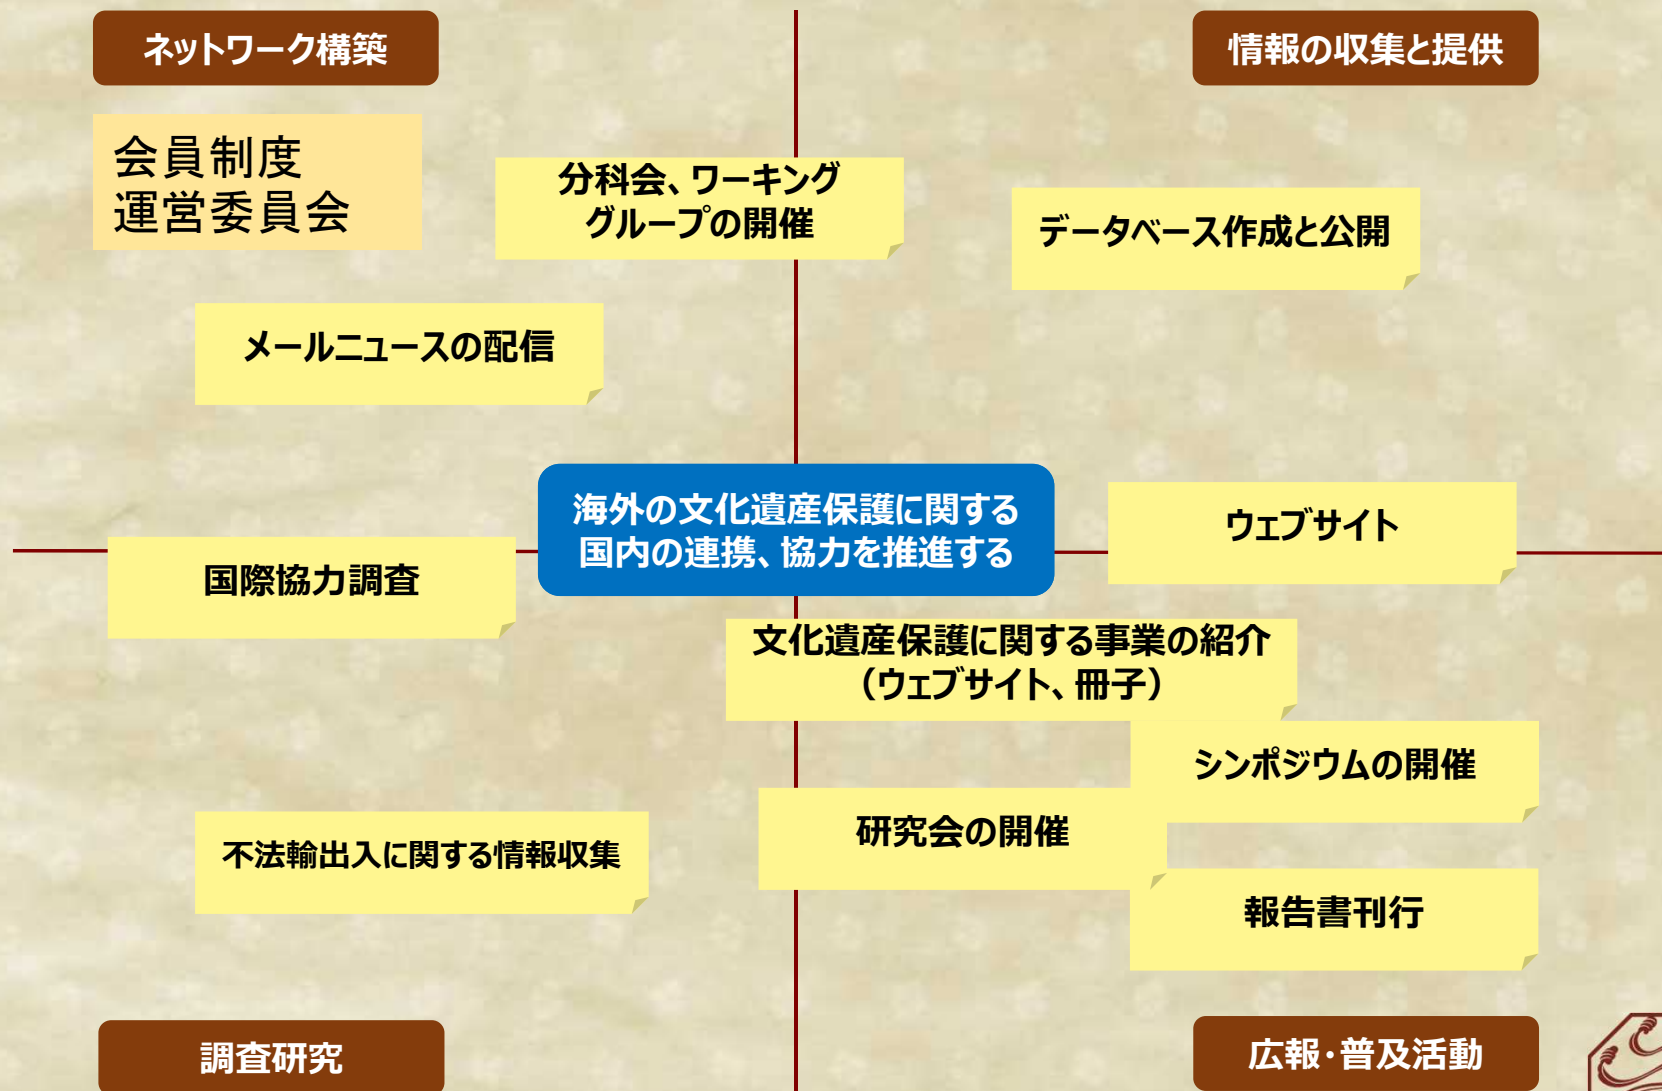 ネットワーク構築
情報の収集と提供
会員制度
運営委員会
分科会、ワーキング
グループの開催
データベース作成と公開
メールニュースの配信
海外の文化遺産保護に関する
国内の連携、協力を推進する
ウェブサイト
国際協力調査
文化遺産保護に関する事業の紹介
（ウェブサイト、冊子）
シンポジウムの開催
研究会の開催
不法輸出入に関する情報収集
報告書刊行
調査研究
広報・普及活動